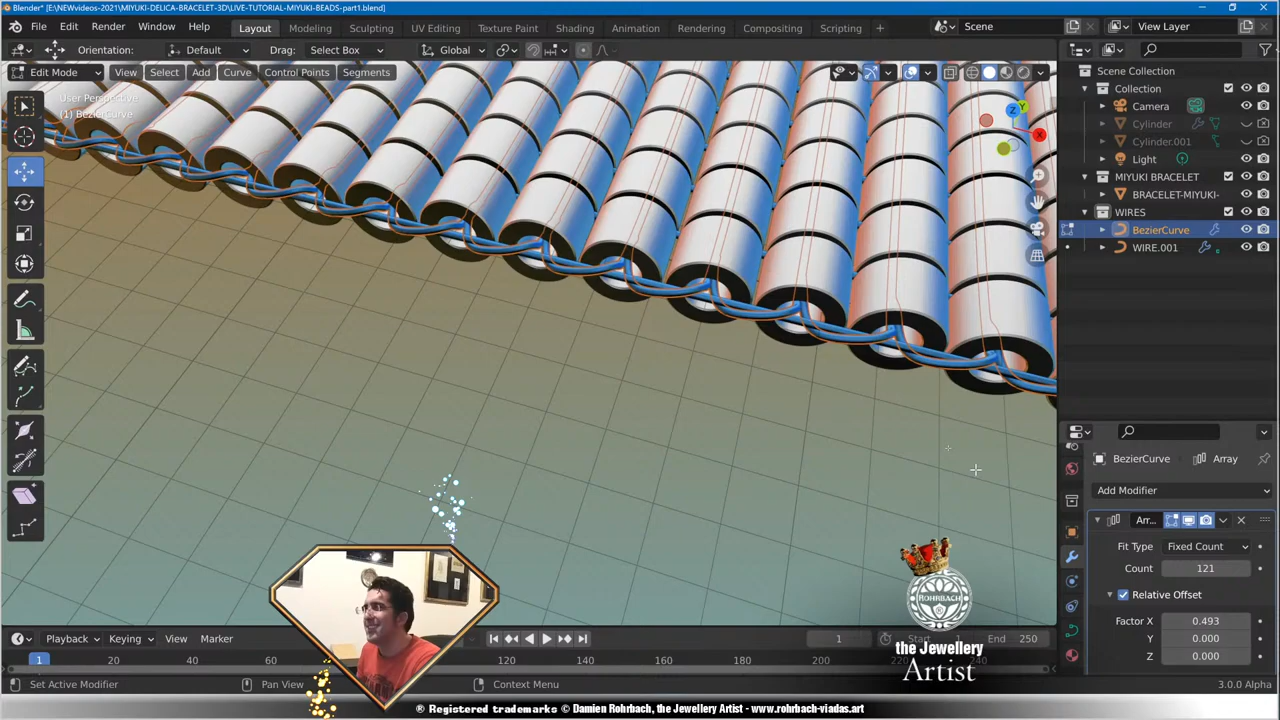 Blender* [E:\NEWvideos-2021\MIYUKI-DELICA-BRACELET-3D\LIVE-TUTORIAL-MIYUKI-BEADS-part1.blend]
File Edit Render Window Help Layout Modeling Sculpting UV Editing Texture Paint Shading Animation Rendering Compositing Scripting + Scene View Layer
Orientation: Default Drag: Select Box Global
Edit Mode View Select Add Curve Control Points Segments
Scene Collection
User Perspective
(1) BezierCurve
Collection
Camera
Cylinder
Cylinder.001
Light
MIYUKI BRACELET
BRACELET-MIYUKI-
WIRES
BezierCurve
WIRE.001
Z
Y
X
BezierCurve Array
Add Modifier
Arr...
Fit Type Fixed Count
Count 121
Relative Offset
Factor X 0.493
Y 0.000
Z 0.000
ROHRBACH
the Jewellery
Artist
Playback Keying View Marker 1 Start 1 End 250
1 20 40 60 120 140 160 180 200 220 240
Set Active Modifier Pan View Context Menu 3.0.0 Alpha
® Registered trademarks © Damien Rohrbach, the Jewellery Artist - www.rohrbach-viadas.art